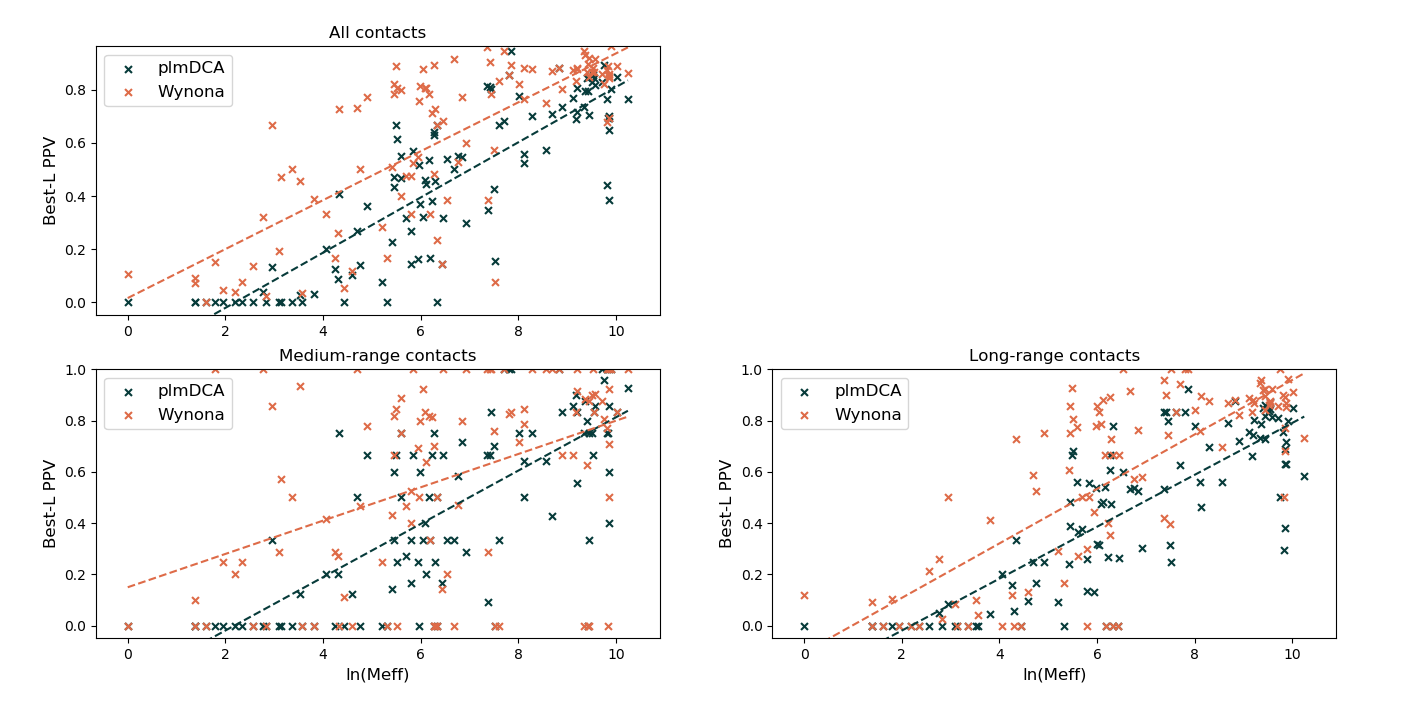 All contacts
plmDCA
Wynona
Best-L PPV
0.8
0.6
0.4
0.2
0.0
0 2 4 6 8 10
Medium-range contacts
plmDCA
Wynona
Best-L PPV
1.0
0.8
0.6
0.4
0.2
0.0
0 2 4 6 8 10
ln(Meff)
Long-range contacts
plmDCA
Wynona
Best-L PPV
1.0
0.8
0.6
0.4
0.2
0.0
0 2 4 6 8 10
ln(Meff)